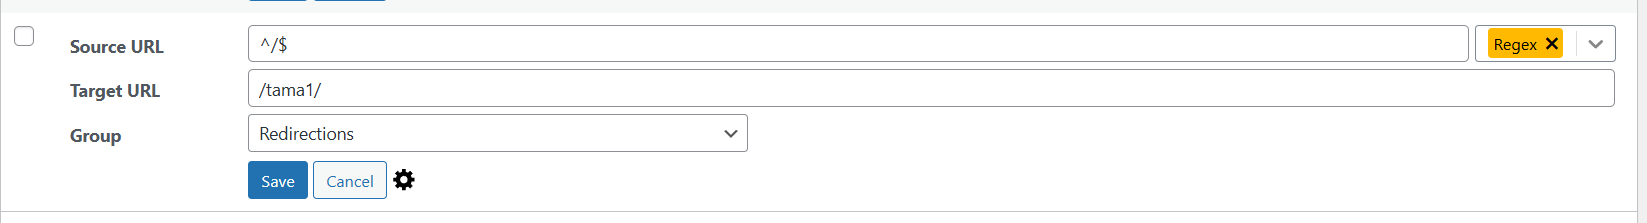 Source URL ^/$ Regex
Target URL /tama1/
Group Redirections
Save Cancel